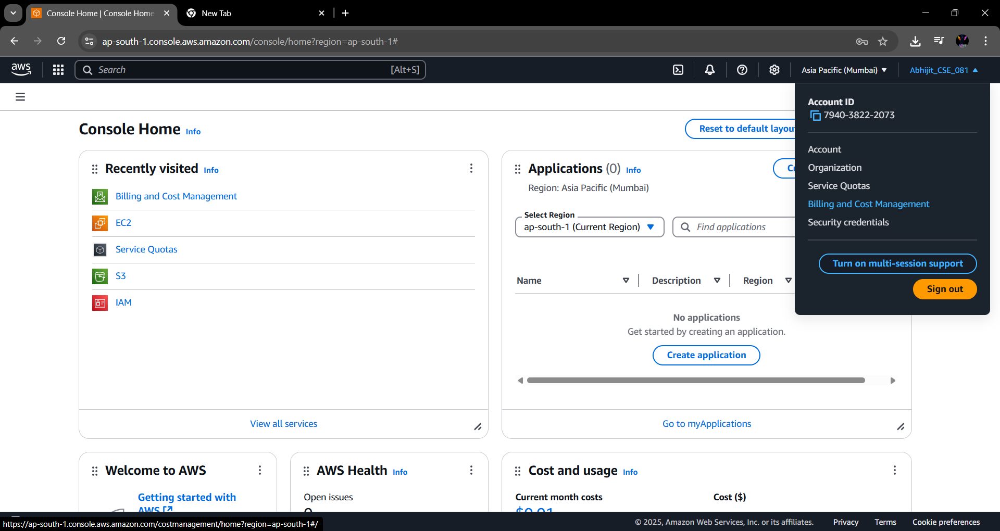 Console Home | Console Home
New Tab
ap-south-1.console.aws.amazon.com/console/home?region=ap-south-1#
aws
Search
[Alt+S]
Asia Pacific (Mumbai)
Abhijit_CSE_081
Account ID
7940-3822-2073
Account
Organization
Service Quotas
Billing and Cost Management
Security credentials
Turn on multi-session support
Sign out
Console Home Info
Reset to default layou
Recently visited Info
Billing and Cost Management
EC2
Service Quotas
S3
IAM
View all services
Applications (0) Info
Region: Asia Pacific (Mumbai)
Select Region
ap-south-1 (Current Region)
Find applications
Name
Description
Region
No applications
Get started by creating an application.
Create application
Go to myApplications
Welcome to AWS
Getting started with
AWS
AWS Health Info
Open issues
Cost and usage Info
Current month costs
$0.01
Cost ($)
https://ap-south-1.console.aws.amazon.com/costmanagement/home?region=ap-south-1#/
© 2025, Amazon Web Services, Inc. or its affiliates.
Privacy
Terms
Cookie preferences